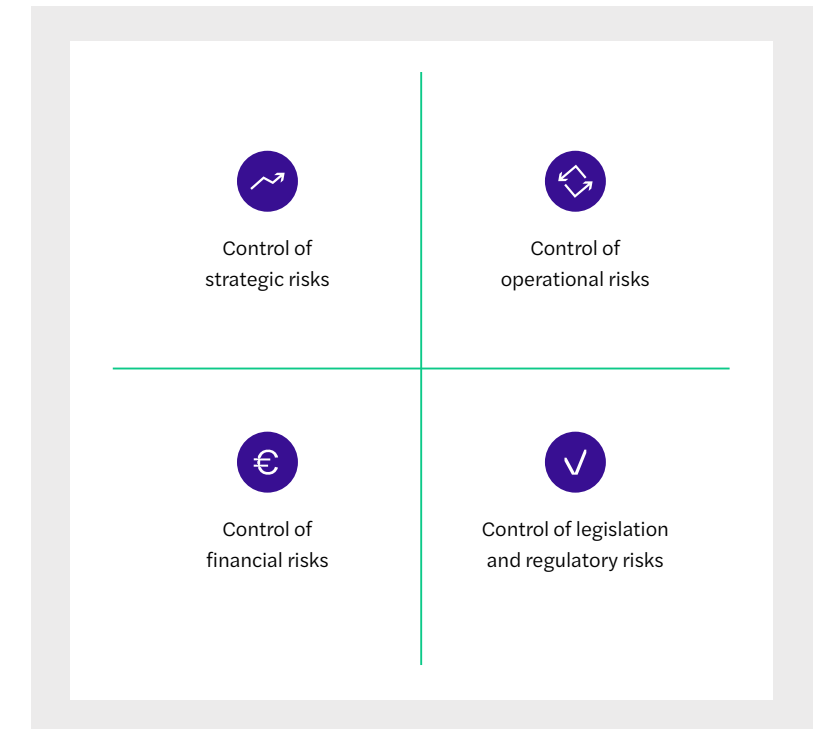 Control of
strategic risks
Control of
operational risks
€
Control of
financial risks
Control of legislation
and regulatory risks